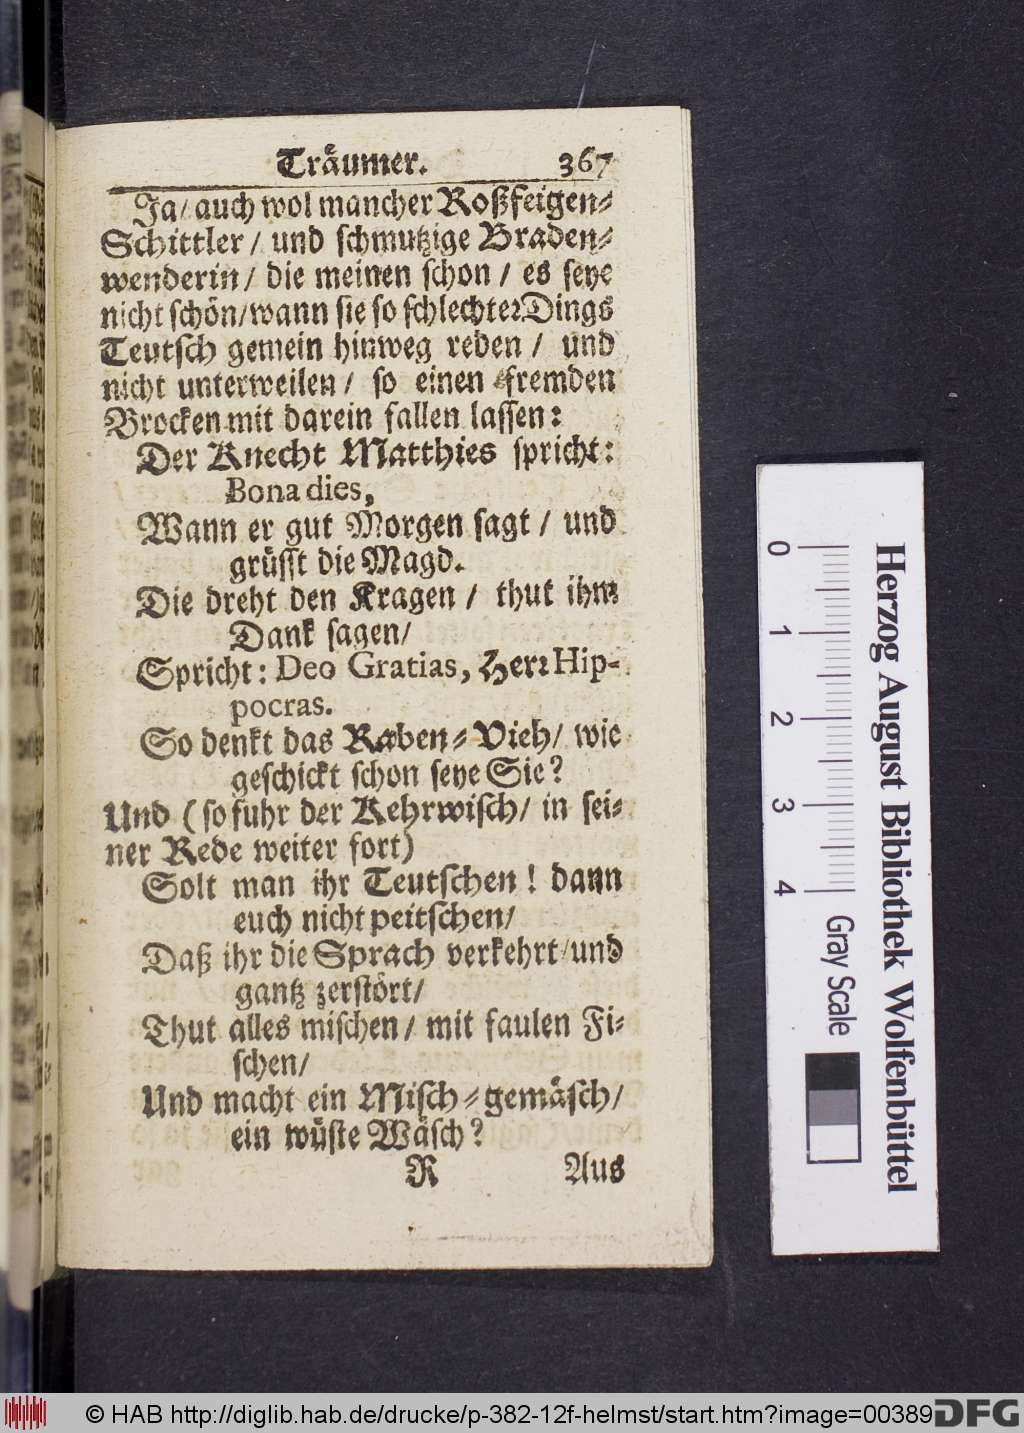 Träumer. 367
Ja/ auch wol mancher Roßfeigen-
Schittler/ und schmutzige Braden-
wenderin/ die meinen schon/ es seye
nicht schön/wann sie so schlechter Dings
Teutsch gemein hinweg reden/ und
nicht unterweilen/ so einen fremden
Brocken mit darein fallen lassen:
Der Knecht Matthies spricht:
Bona dies,
Wann er gut Morgen sagt/ und
grüsst die Magd.
Die dreht den Kragen/ thut ihm
Dank sagen/
Spricht: Deo Gratias, Herr Hip-
pocras.
So denkt das Raben-Vieh/ wie
geschickt schon seye Sie?
Und (so fuhr der Kehrwisch/ in sei-
ner Rede weiter fort)
Solt man ihr Teutschen! dann
euch nicht peitschen/
Daß ihr die Sprach verkehrt/und
gantz zerstört/
Thut alles mischen/ mit faulen Fi-
schen/
Und macht ein Misch-gemäsch/
ein wüste Wäsch?
R Aus
Herzog August Bibliothek Wolfenbüttel
0 1 2 3 4 Gray Scale
© HAB http://diglib.hab.de/drucke/p-382-12f-helmst/start.htm?image=00389
DFG